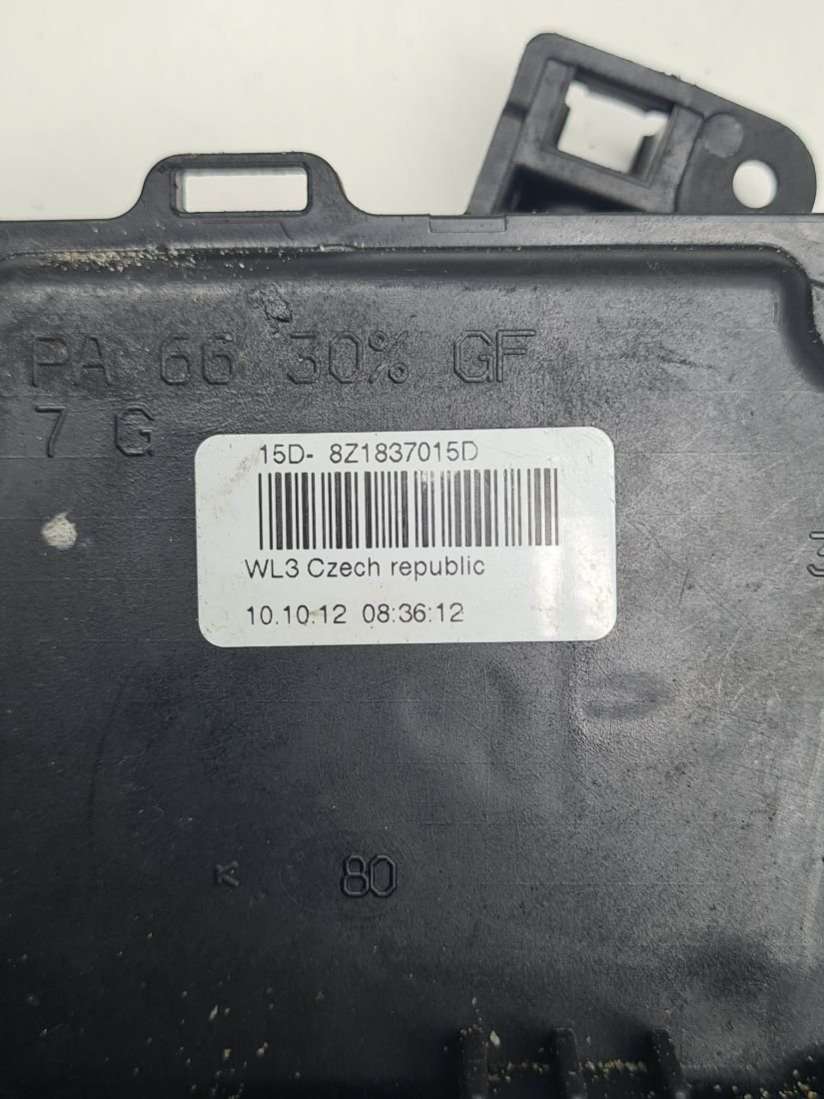 PA 66 30% GF
7 G
15D- 8Z1837015D
WL3 Czech republic
10.10.12 08:36:12
80